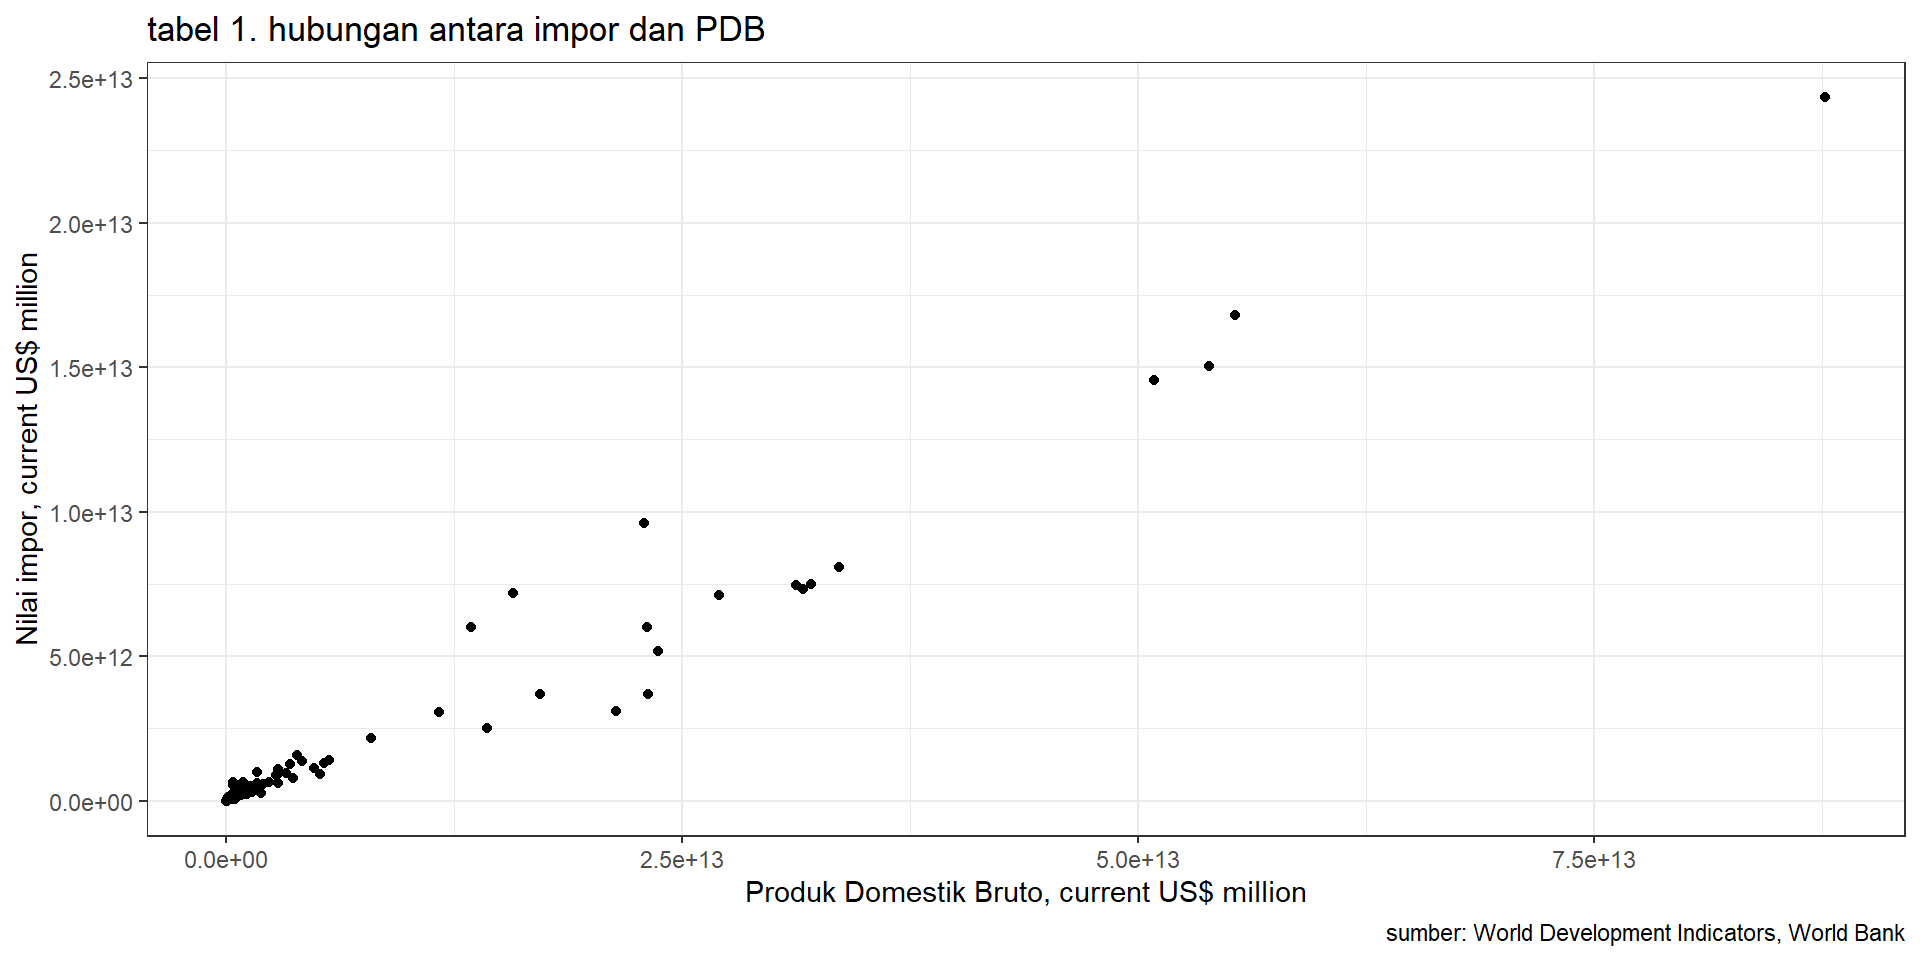 tabel 1. hubungan antara impor dan PDB
2.5e+13
2.0e+13
1.5e+13
1.0e+13
5.0e+12
0.0e+00
Nilai impor, current US$ million
0.0e+00
2.5e+13
5.0e+13
7.5e+13
Produk Domestik Bruto, current US$ million
sumber: World Development Indicators, World Bank